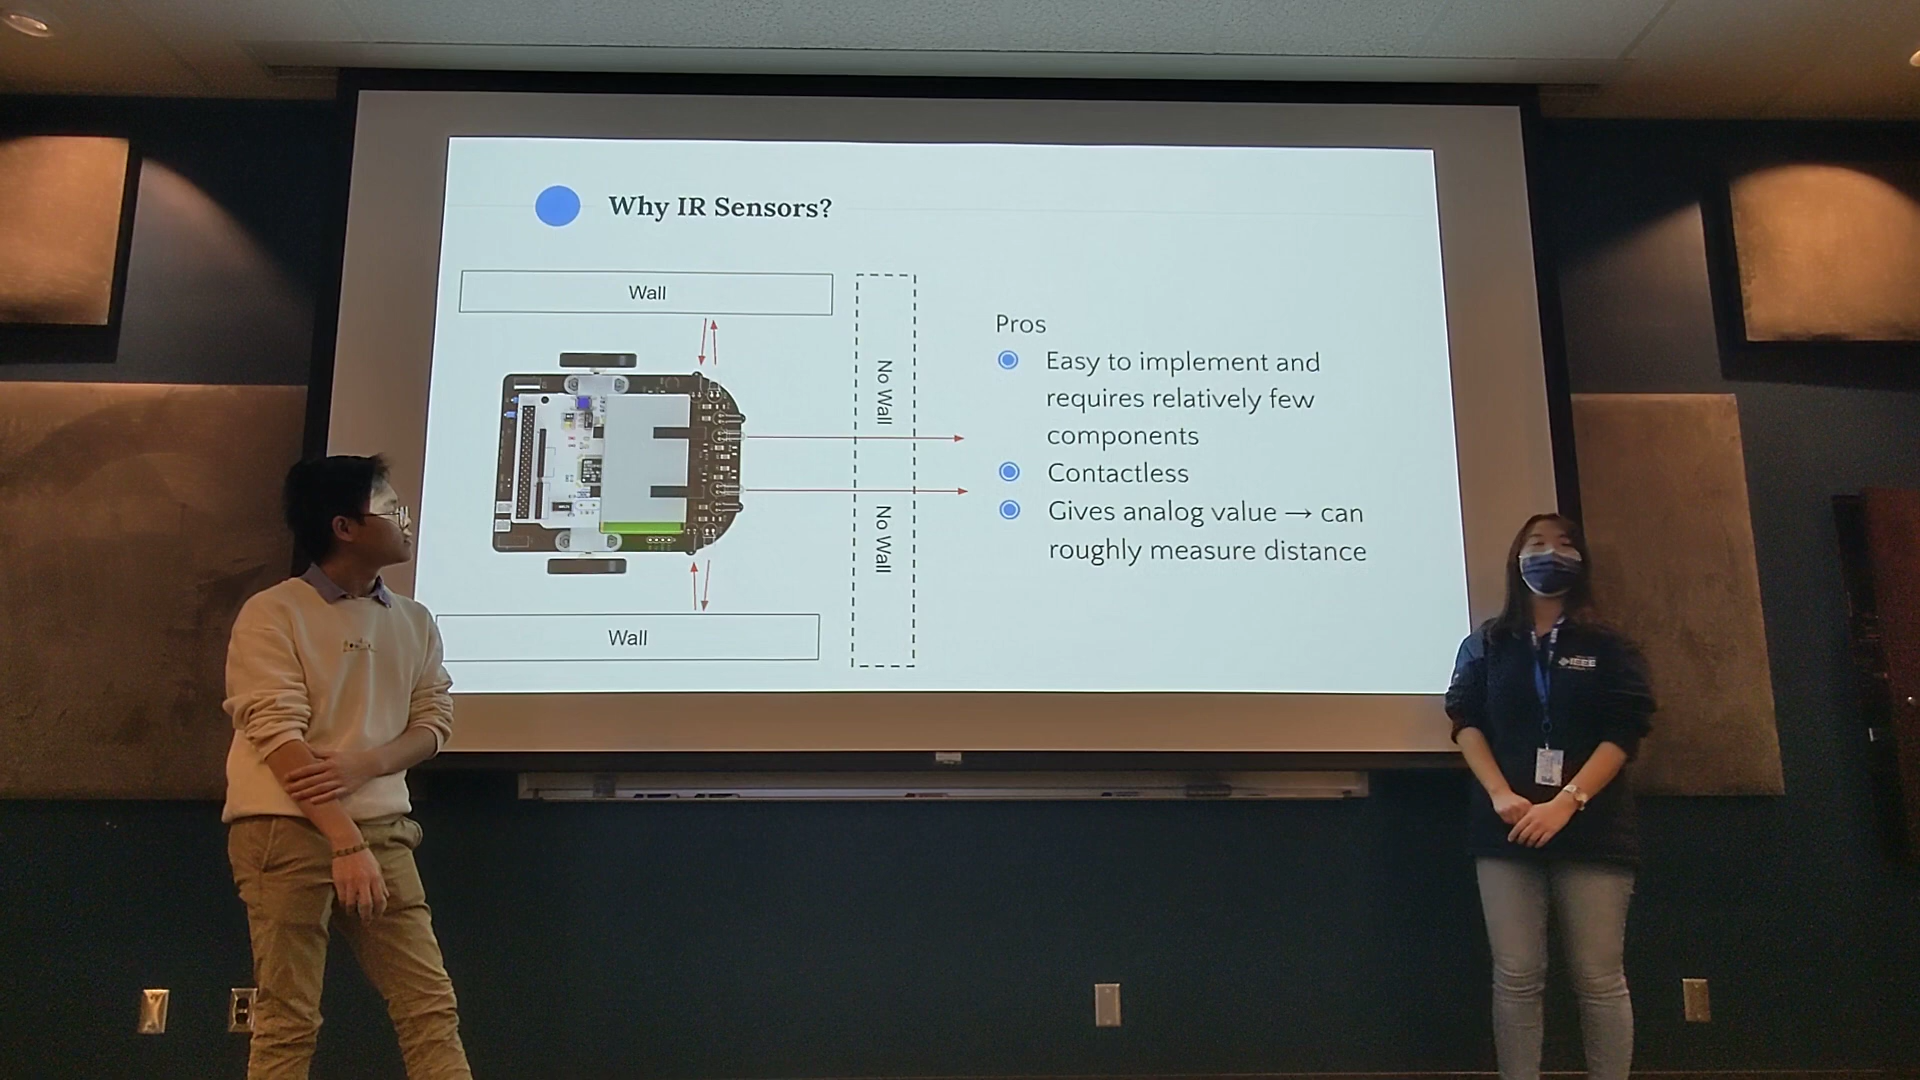 Why IR Sensors?
Wall
No Wall
No Wall
Wall
Pros
Easy to implement and
requires relatively few
components
Contactless
Gives analog value → can
roughly measure distance
IEEE